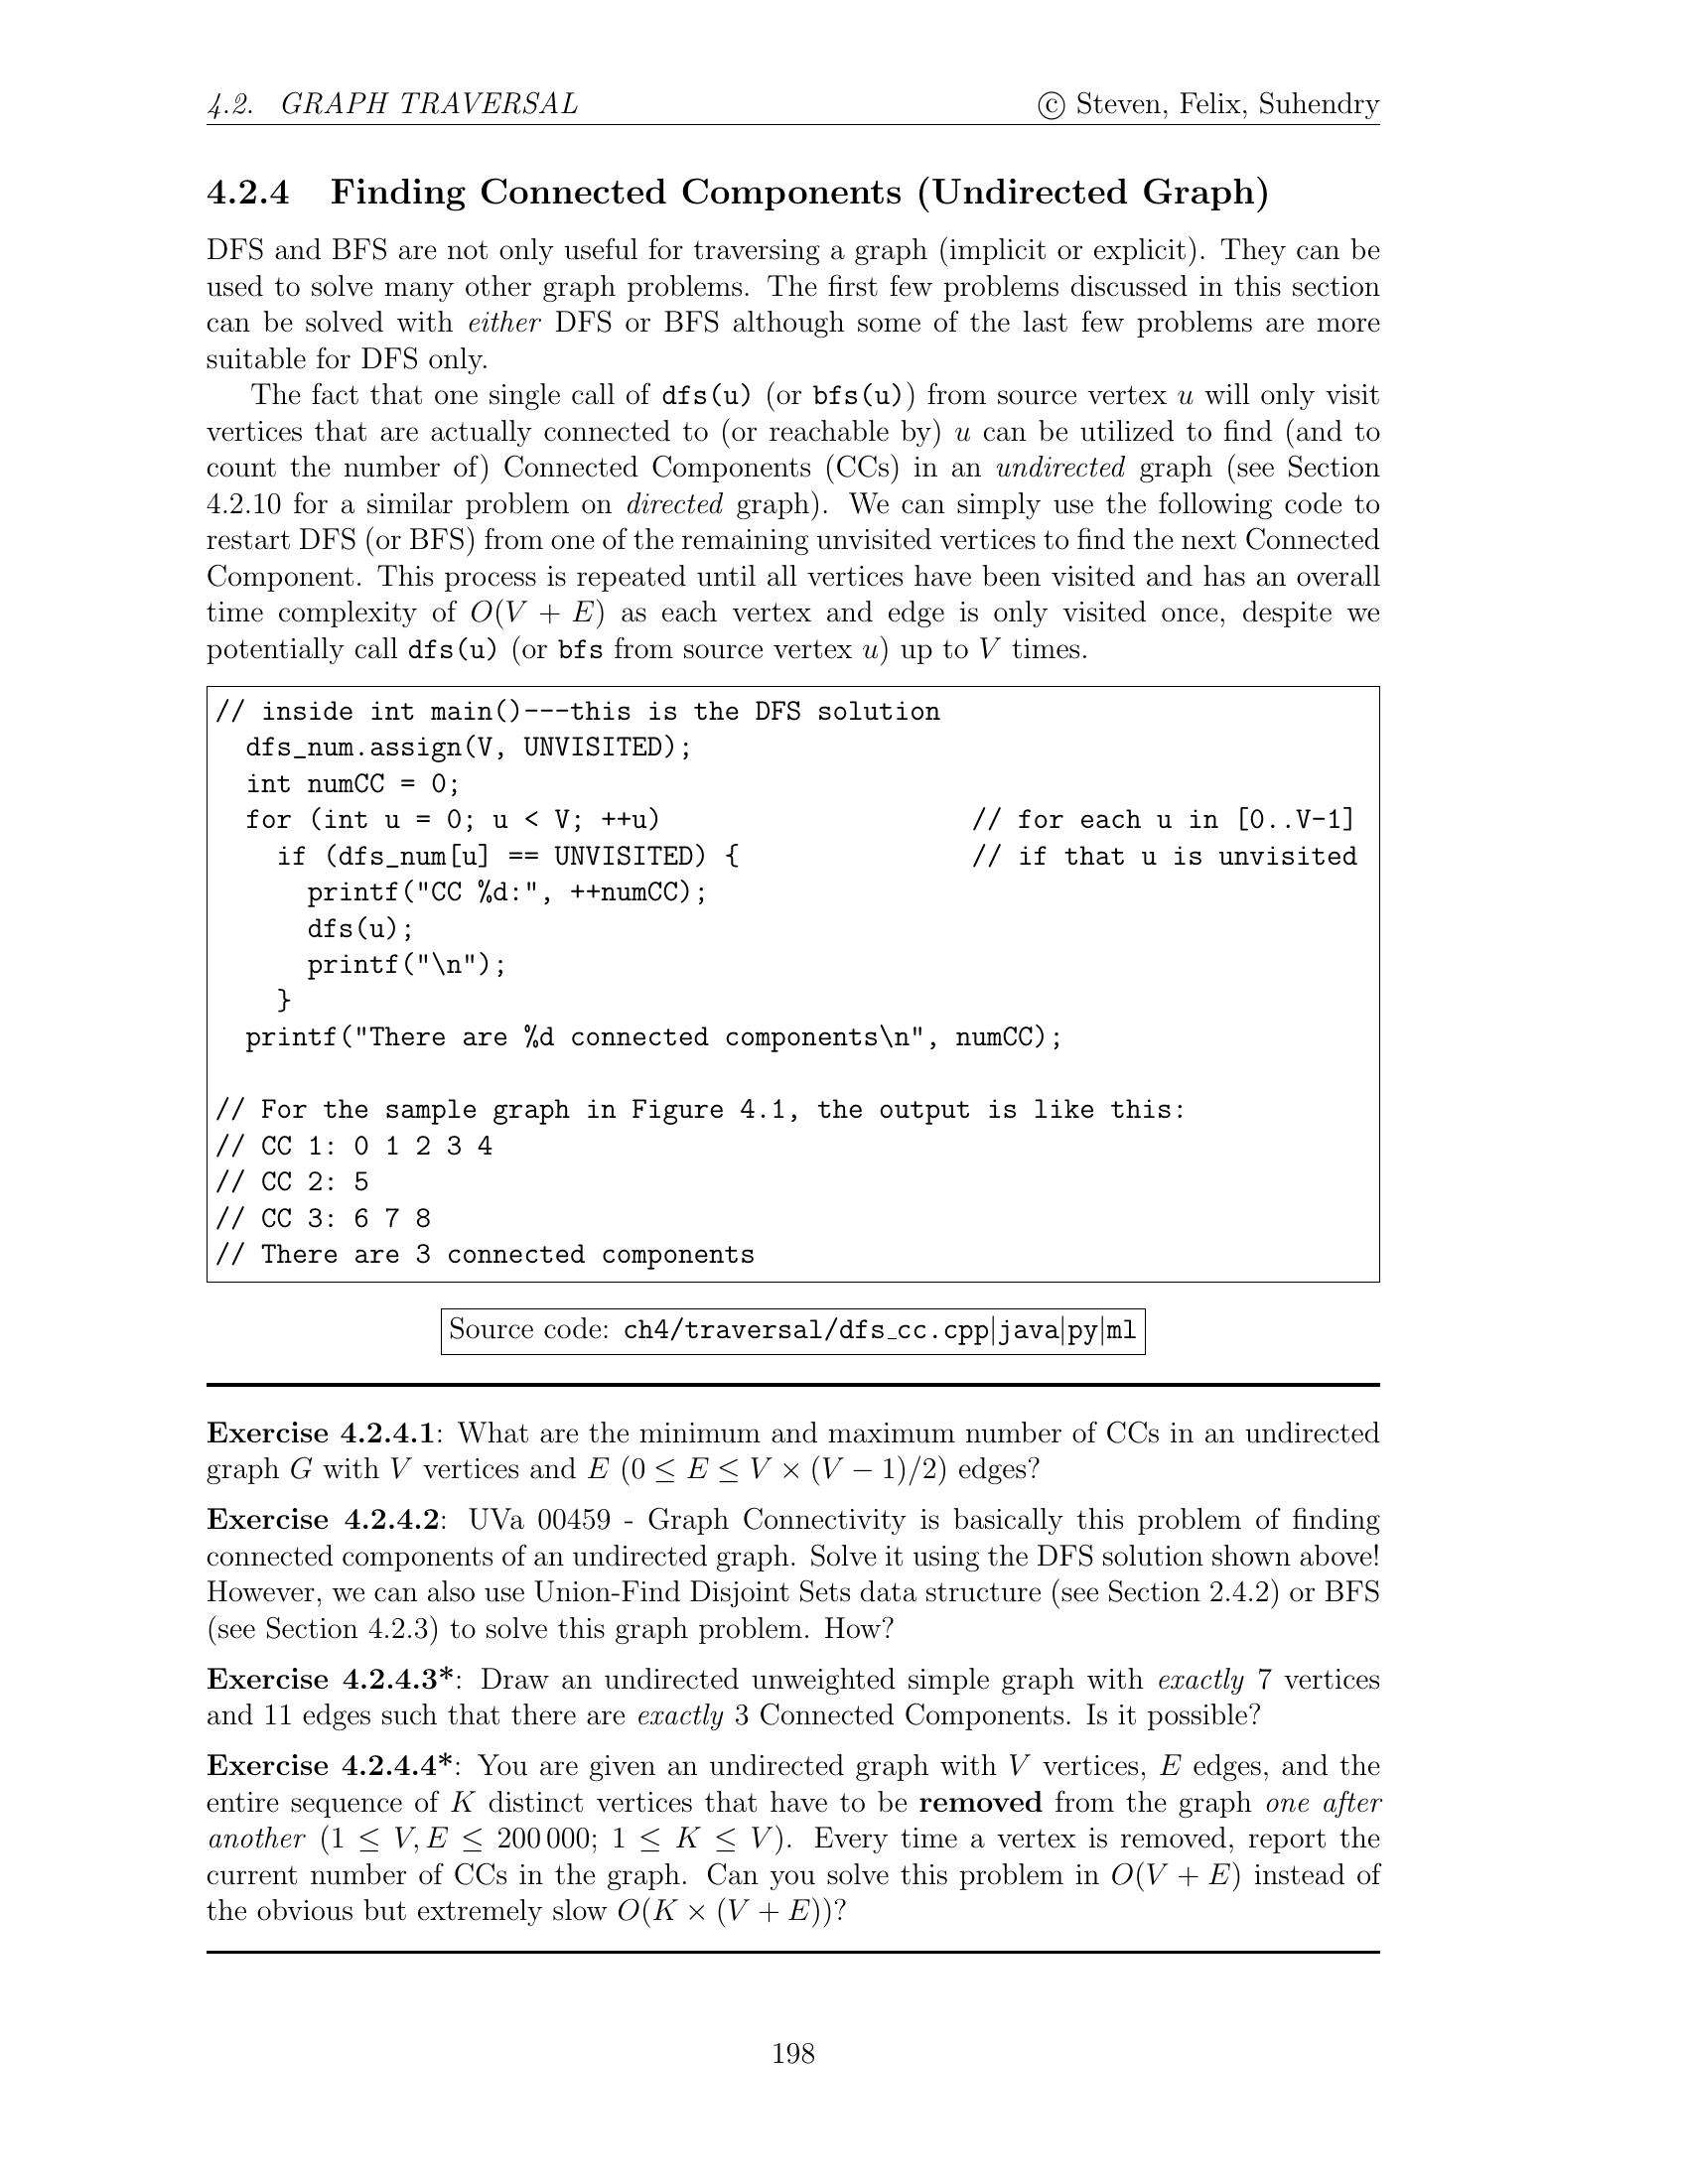 4.2. GRAPH TRAVERSAL © Steven, Felix, Suhendry
4.2.4 Finding Connected Components (Undirected Graph)
DFS and BFS are not only useful for traversing a graph (implicit or explicit). They can be
used to solve many other graph problems. The first few problems discussed in this section
can be solved with either DFS or BFS although some of the last few problems are more
suitable for DFS only.
The fact that one single call of dfs(u) (or bfs(u)) from source vertex u will only visit
vertices that are actually connected to (or reachable by) u can be utilized to find (and to
count the number of) Connected Components (CCs) in an undirected graph (see Section
4.2.10 for a similar problem on directed graph). We can simply use the following code to
restart DFS (or BFS) from one of the remaining unvisited vertices to find the next Connected
Component. This process is repeated until all vertices have been visited and has an overall
time complexity of O(V + E) as each vertex and edge is only visited once, despite we
potentially call dfs(u) (or bfs from source vertex u) up to V times.
// inside int main()---this is the DFS solution
  dfs_num.assign(V, UNVISITED);
  int numCC = 0;
  for (int u = 0; u < V; ++u) // for each u in [0..V-1]
    if (dfs_num[u] == UNVISITED) { // if that u is unvisited
      printf("CC %d:", ++numCC);
      dfs(u);
      printf("\n");
    }
  printf("There are %d connected components\n", numCC);
// For the sample graph in Figure 4.1, the output is like this:
// CC 1: 0 1 2 3 4
// CC 2: 5
// CC 3: 6 7 8
// There are 3 connected components
Source code: ch4/traversal/dfs_cc.cpp|java|py|ml
Exercise 4.2.4.1: What are the minimum and maximum number of CCs in an undirected
graph G with V vertices and E (0 ≤ E ≤ V × (V − 1)/2) edges?
Exercise 4.2.4.2: UVa 00459 - Graph Connectivity is basically this problem of finding
connected components of an undirected graph. Solve it using the DFS solution shown above!
However, we can also use Union-Find Disjoint Sets data structure (see Section 2.4.2) or BFS
(see Section 4.2.3) to solve this graph problem. How?
Exercise 4.2.4.3*: Draw an undirected unweighted simple graph with exactly 7 vertices
and 11 edges such that there are exactly 3 Connected Components. Is it possible?
Exercise 4.2.4.4*: You are given an undirected graph with V vertices, E edges, and the
entire sequence of K distinct vertices that have to be removed from the graph one after
another (1 ≤ V, E ≤ 200 000; 1 ≤ K ≤ V). Every time a vertex is removed, report the
current number of CCs in the graph. Can you solve this problem in O(V + E) instead of
the obvious but extremely slow O(K × (V + E))?
198